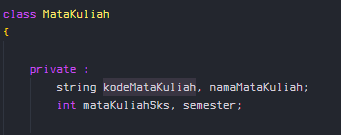 class MataKuliah
{
private :
string kodeMataKuliah, namaMataKuliah;
int mataKuliahSks, semester;